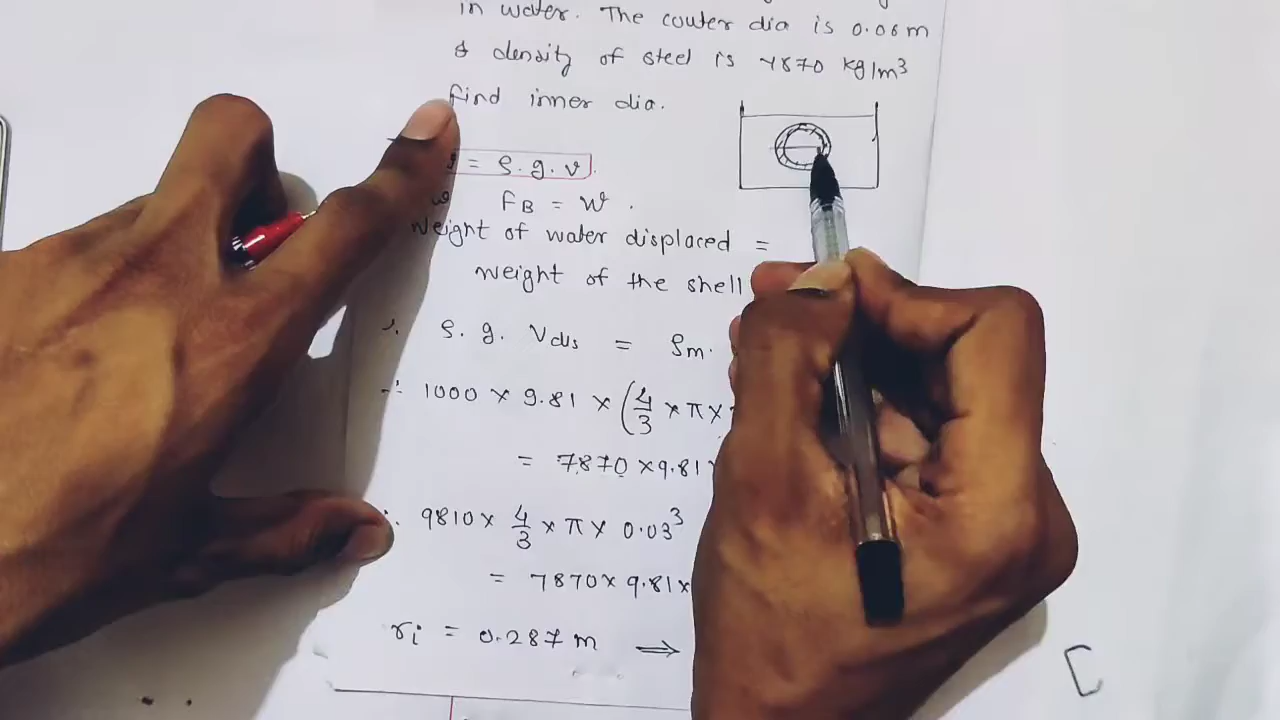 in water. The outer dia is 0.06m
& density of steel is 7870 kg/m³
find inner dia.
= ρ.g.v
FB = W.
Weight of water displaced =
weight of the shell
∴ ρ. g. Vdis = ρm.
∴ 1000 × 9.81 × (4/3 × π ×
= 7870 × 9.81
∴ 9810 × 4/3 × π × 0.03³
= 7870 × 9.81 ×
ri = 0.287 m ⇒